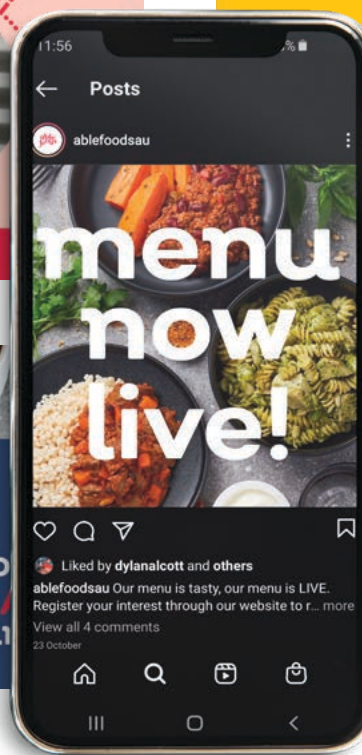 11:56
%
Posts
ablefoodsau
menu
now
live!
Liked by dylanalcott and others
ablefoodsau Our menu is tasty, our menu is LIVE.
Register your interest through our website to r... more
View all 4 comments
23 October